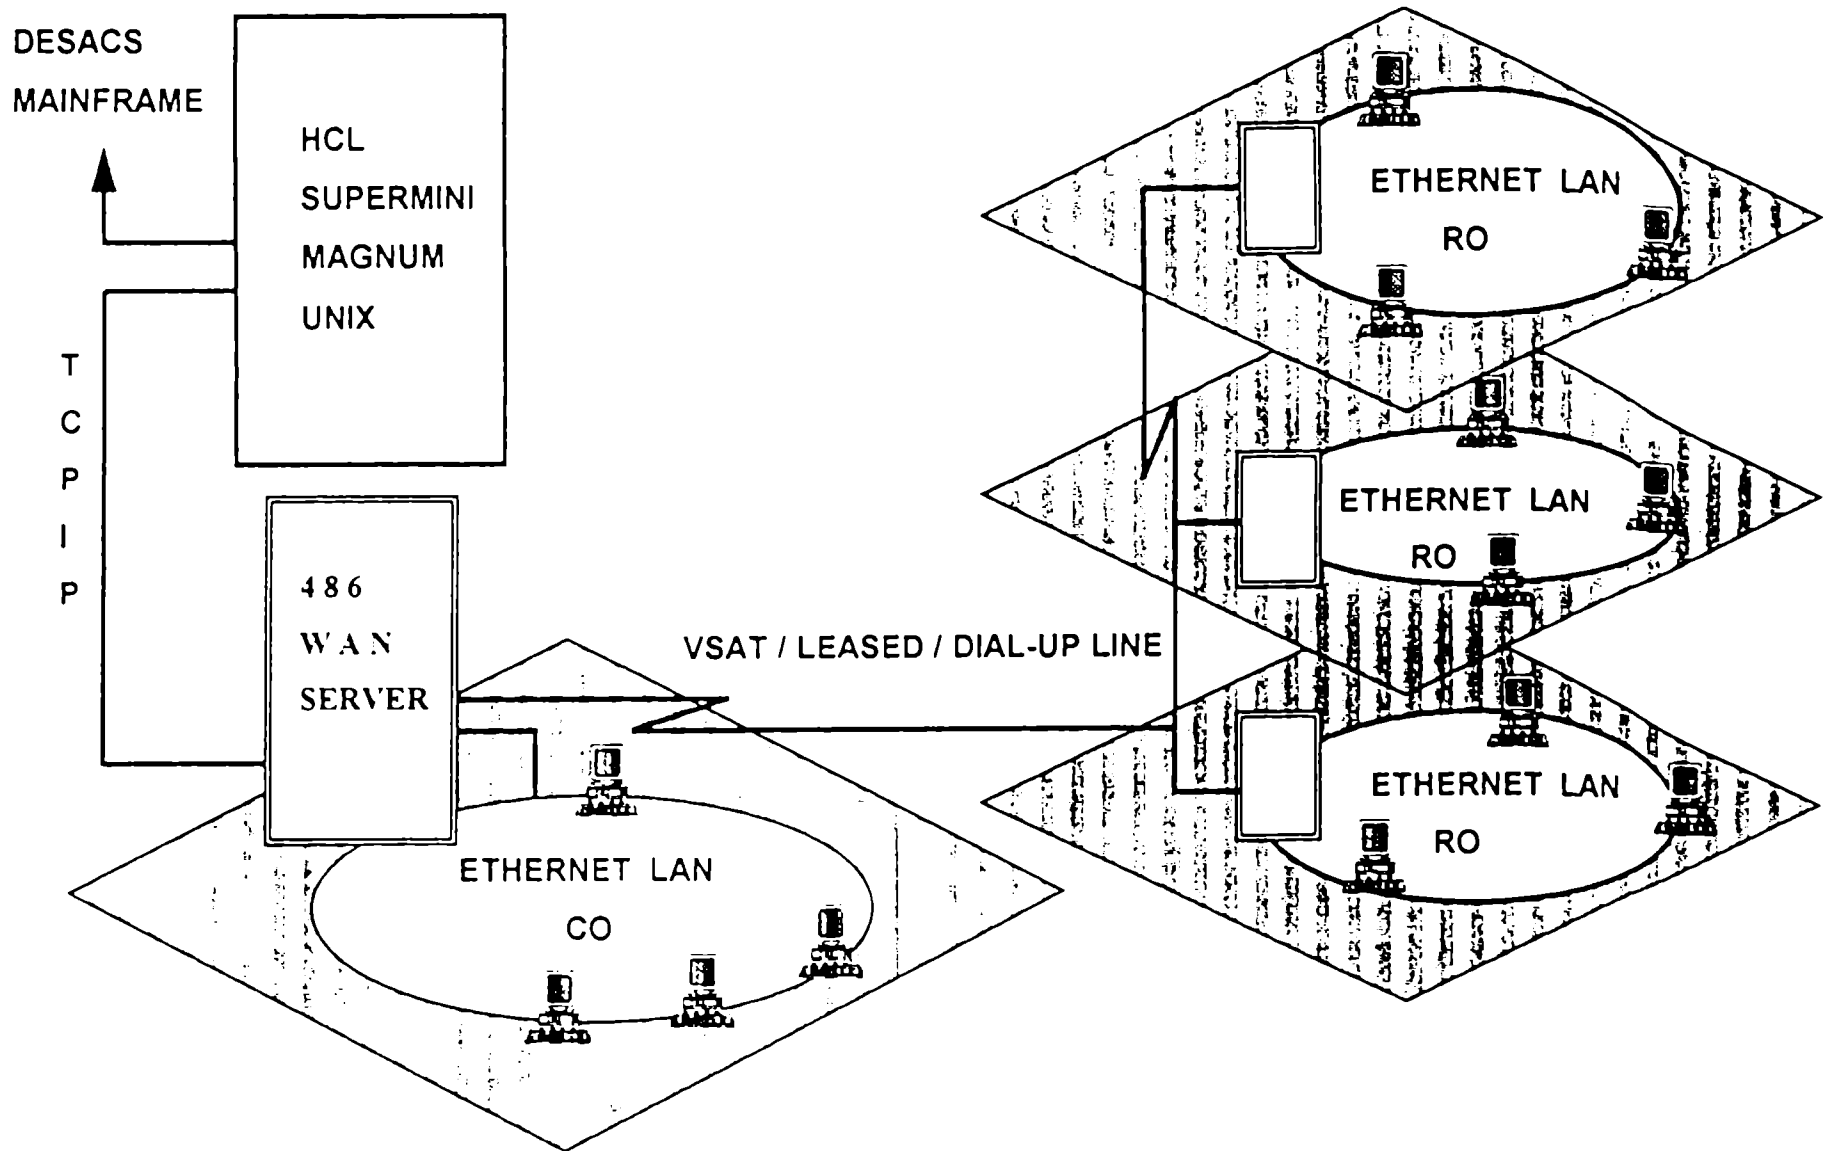 DESACS
MAINFRAME
HCL
SUPERMINI
MAGNUM
UNIX
T
C
P
I
P
486
WAN
SERVER
ETHERNET LAN
CO
VSAT / LEASED / DIAL-UP LINE
ETHERNET LAN
RO
ETHERNET LAN
RO
ETHERNET LAN
RO